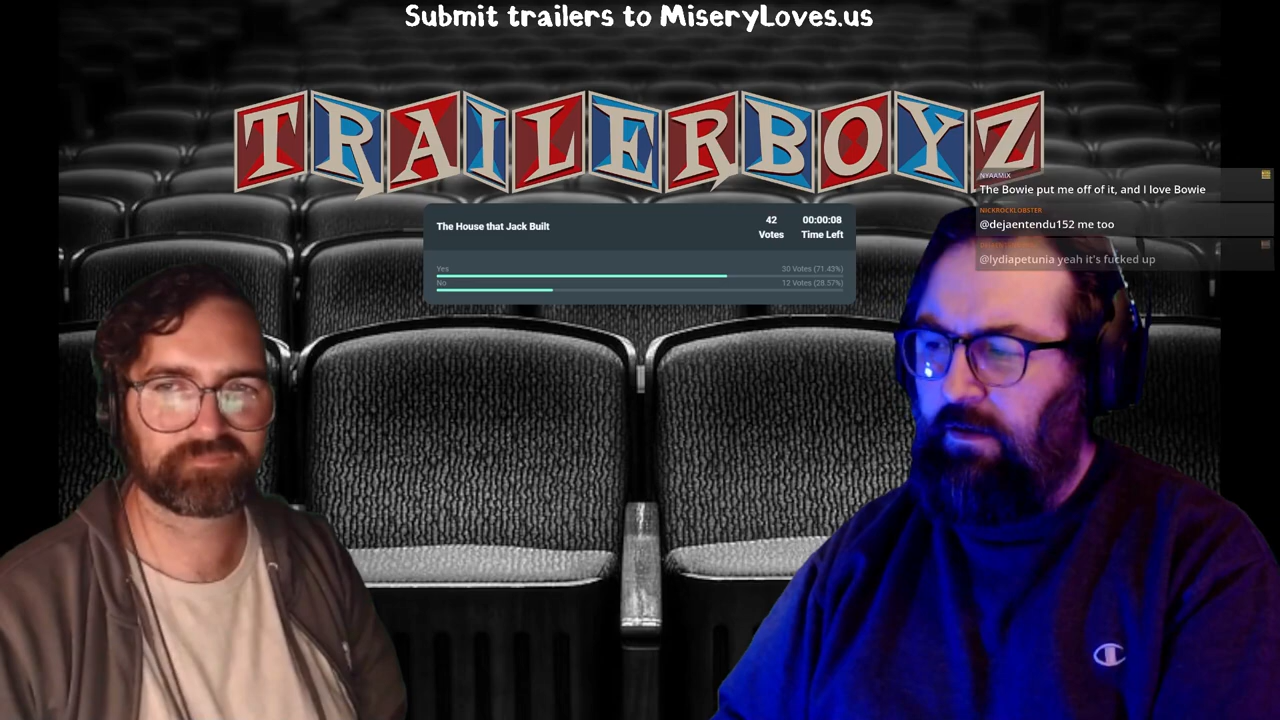 Submit trailers to MiseryLoves.us
TRAILERBOYZ
NYAAMIX
The Bowie put me off of it, and I love Bowie
NICKROCKLOBSTER
@dejaentendu152 me too
@lydiapetunia yeah it's fucked up
The House that Jack Built
42 00:00:08
Votes Time Left
Yes 30 Votes (71.43%)
No 12 Votes (28.57%)